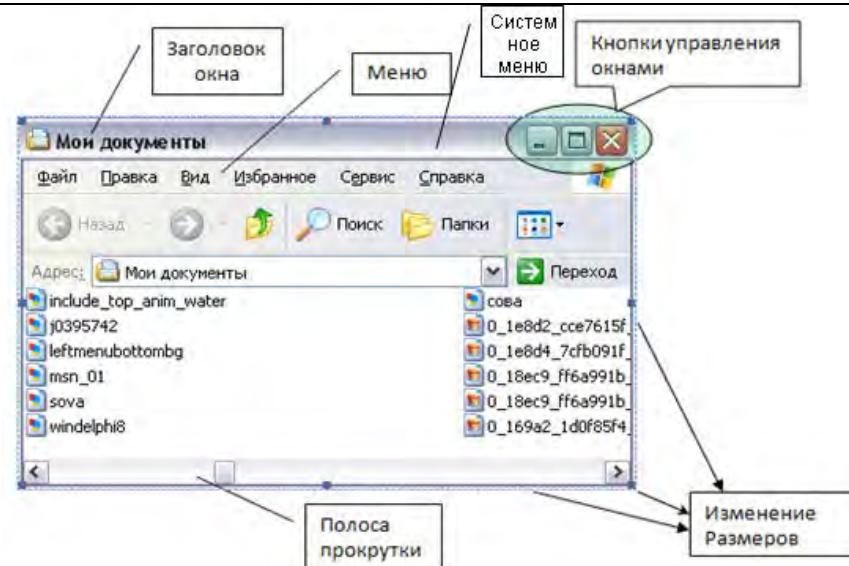 Систем
ное
меню
Заголовок
окна
Меню
Кнопки управления
окнами
Мои документы
Файл Правка Вид Избранное Сервис Справка
Назад Поиск Папки
Адрес: Мои документы Переход
include_top_anim_water
j0395742
leftmenubottombg
msn_01
sova
windelphi8
сова
0_1e8d2_cce7615f_
0_1e8d4_7cfb091f_
0_18ec9_ff6a991b_
0_18ec9_ff6a991b_
0_169a2_1d0f85f4_
Полоса
прокрутки
Изменение
Размеров